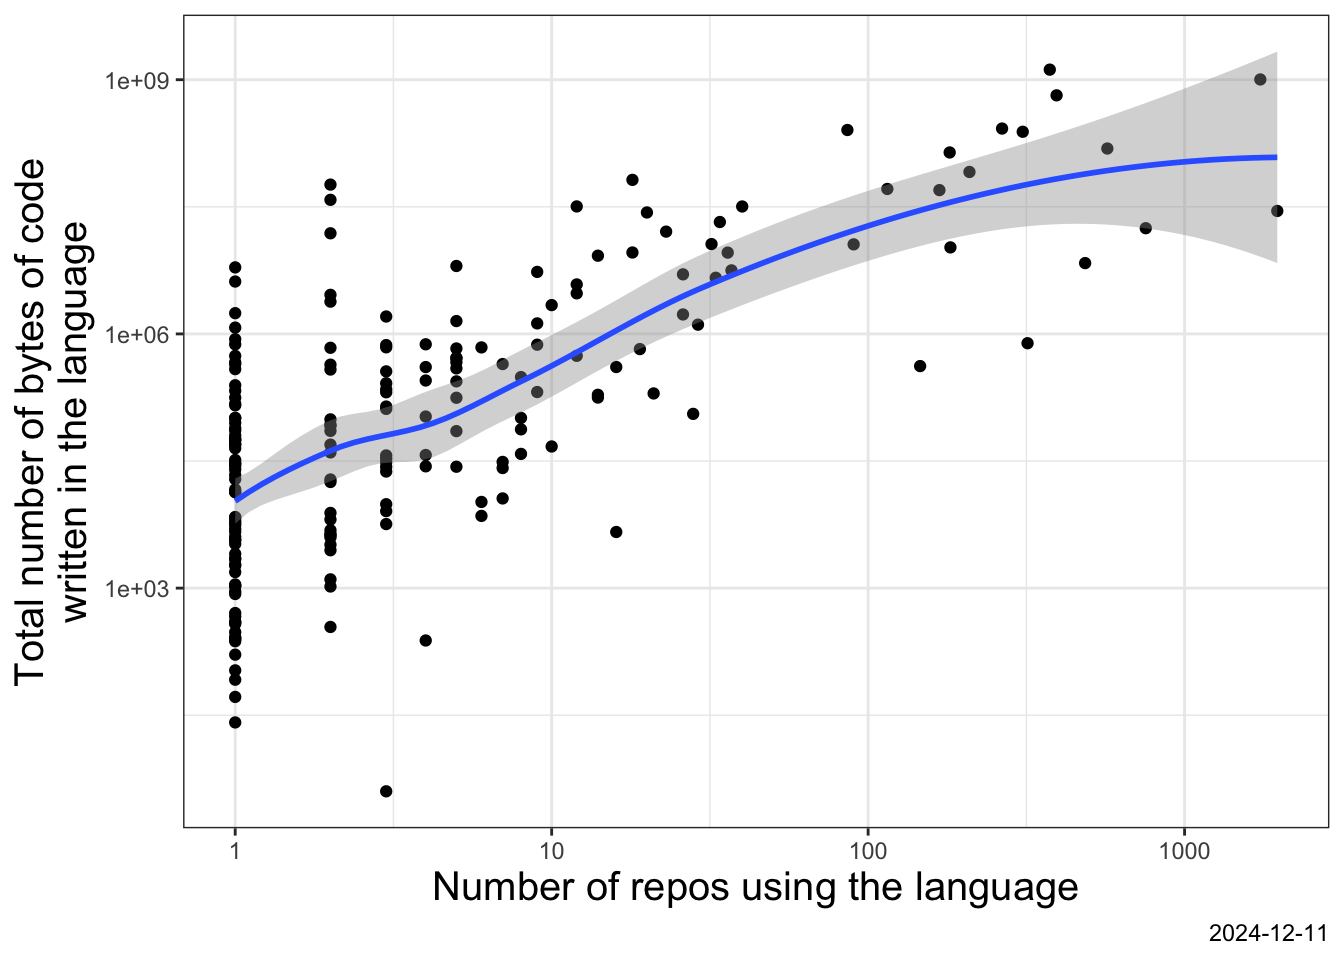 Total number of bytes of code
written in the language
1e+09
1e+06
1e+03
1
10
100
1000
Number of repos using the language
2024-12-11